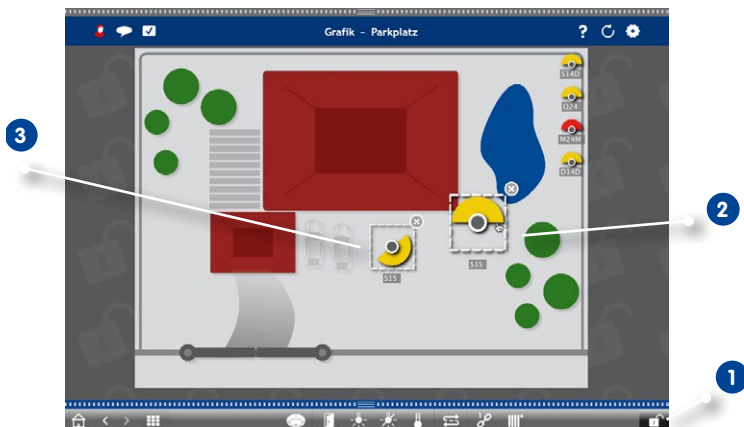 Grafik - Parkplatz
?
S14D
Q24
M24M
D14D
3
2
S15
S15
1